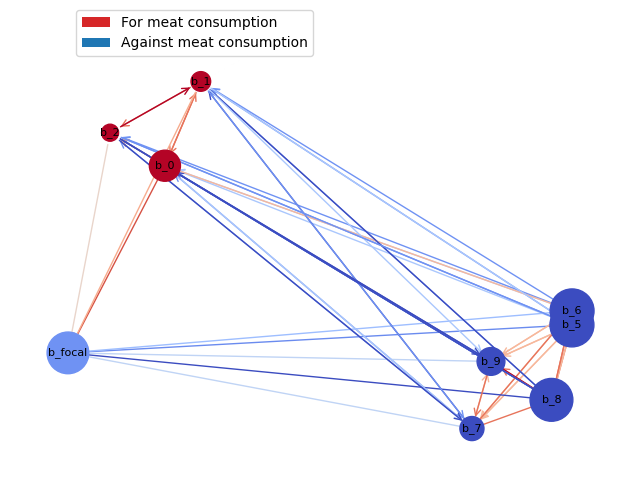 For meat consumption
Against meat consumption
b_1
b_2
b_0
b_6
b_5
b_focal
b_9
b_8
b_7